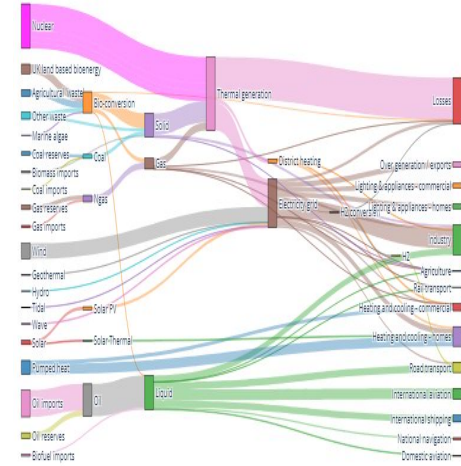 Nuclear
Thermal generation
UK land based bioenergy
Agricultural 'waste'
Bio-conversion
Other waste
Solid
Marine algae
Losses
Coal reserves
Coal
Gas
District heating
Over generation / exports
Biomass imports
Coal imports
Lighting & appliances - commercial
Gas reserves
Ngas
Electricity grid
H2 conversion
Lighting & appliances - homes
Gas imports
Industry
Wind
H2
Geothermal
Agriculture
Hydro
Rail transport
Tidal
Solar PV
Heating and cooling - commercial
Wave
Solar
Solar Thermal
Heating and cooling - homes
Pumped heat
Road transport
Oil imports
Oil
Liquid
International aviation
International shipping
Oil reserves
National navigation
Biofuel imports
Domestic aviation